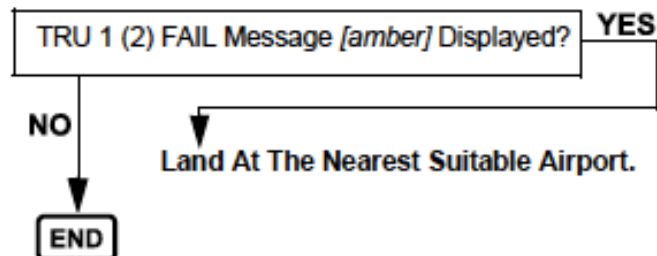 TRU 1 (2) FAIL Message [amber] Displayed?
YES
NO
Land At The Nearest Suitable Airport.
END